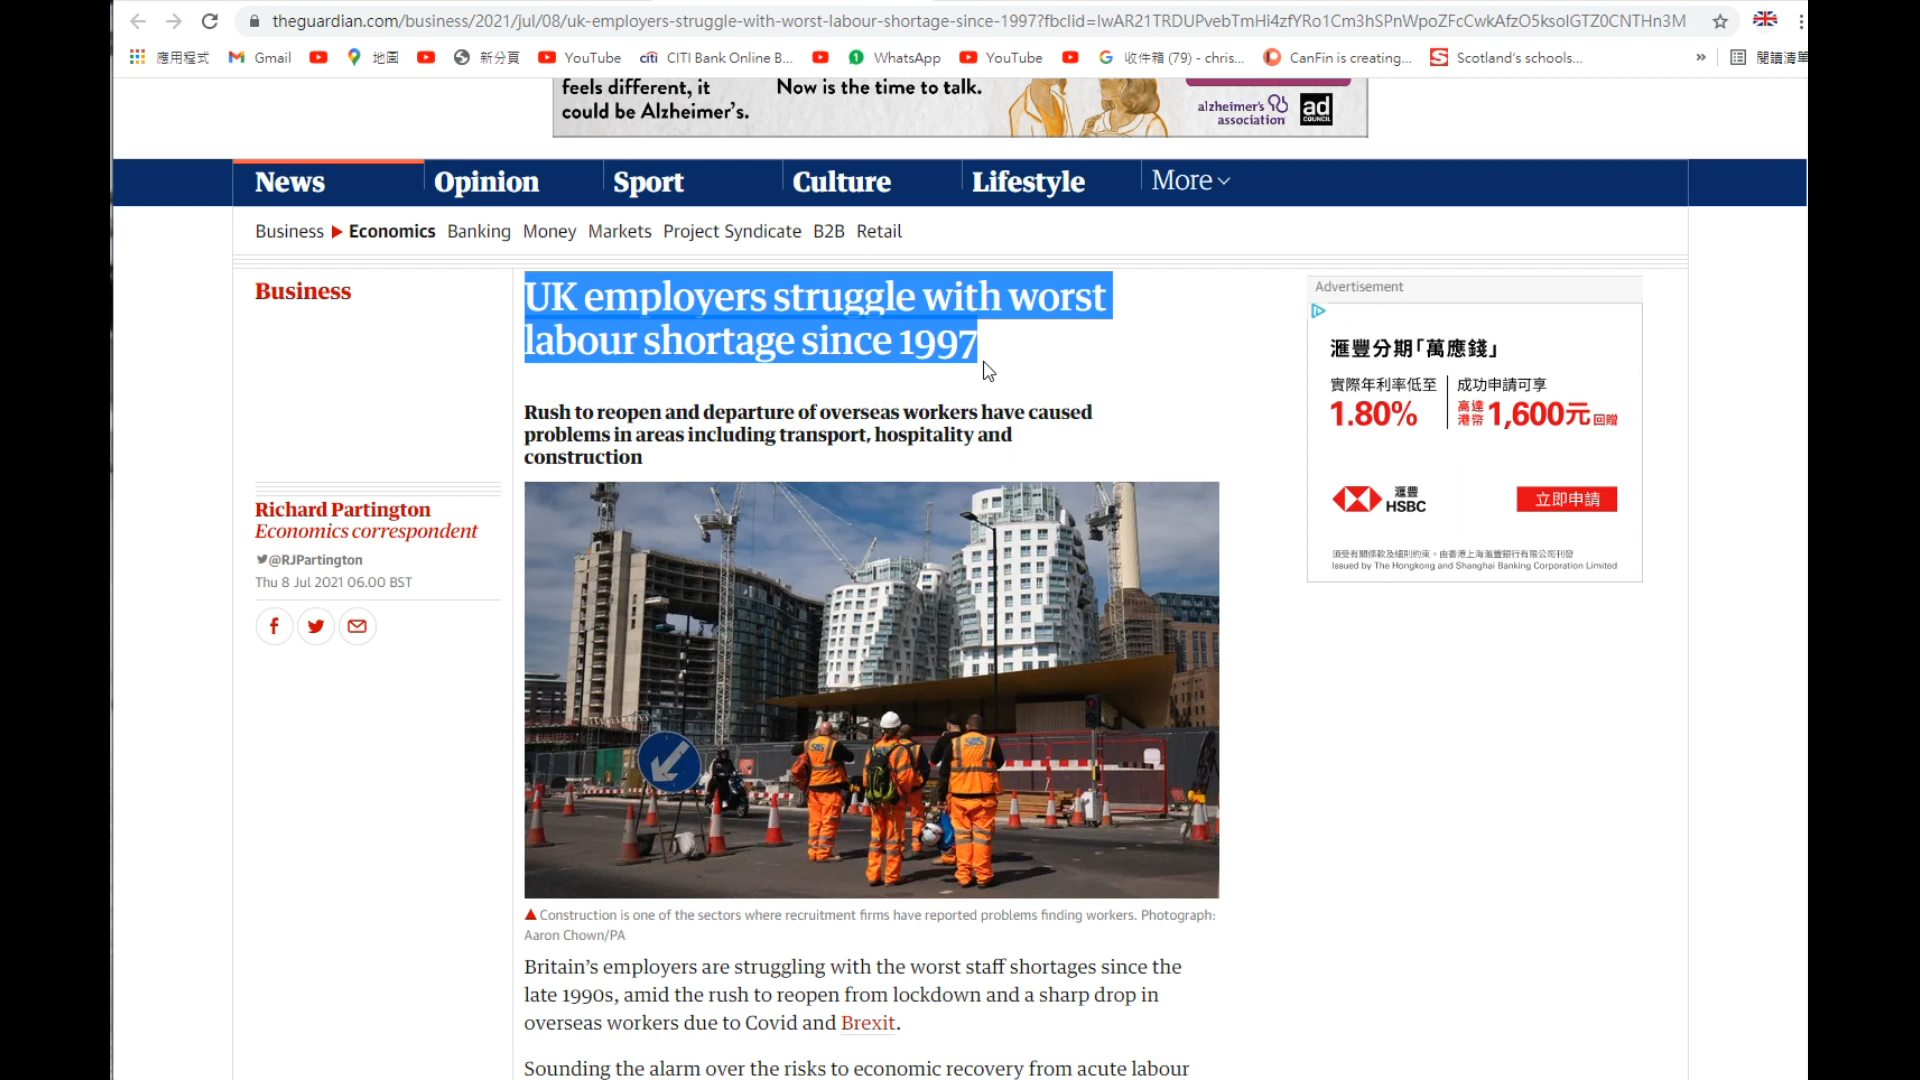 theguardian.com/business/2021/jul/08/uk-employers-struggle-with-worst-labour-shortage-since-1997?fbclid=IwAR21TRDUPvebTmHi4zfYRo1Cm3hSPnWpoZFcCwkAfzO5ksoIGTZ0CNTHn3M
應用程式 Gmail 地圖 新分頁 YouTube citi CITI Bank Online B... 1 WhatsApp YouTube 收件箱 (79) - chris... CanFin is creating... S Scotland's schools... » 閱讀清單
feels different, it
could be Alzheimer's.
Now is the time to talk.
alzheimer's
association
ad
COUNCIL
News Opinion Sport Culture Lifestyle More
Business Economics Banking Money Markets Project Syndicate B2B Retail
Business
UK employers struggle with worst
labour shortage since 1997
Rush to reopen and departure of overseas workers have caused
problems in areas including transport, hospitality and
construction
Richard Partington
Economics correspondent
@RJPartington
Thu 8 Jul 2021 06.00 BST
Construction is one of the sectors where recruitment firms have reported problems finding workers. Photograph:
Aaron Chown/PA
Britain's employers are struggling with the worst staff shortages since the
late 1990s, amid the rush to reopen from lockdown and a sharp drop in
overseas workers due to Covid and Brexit.
Sounding the alarm over the risks to economic recovery from acute labour
Advertisement
滙豐分期「萬應錢」
實際年利率低至
1.80%
成功申請可享
高達港幣 1,600元 回贈
滙豐
HSBC
立即申請
須受有關條款及細則約束。由香港上海滙豐銀行有限公司刊發
Issued by The Hongkong and Shanghai Banking Corporation Limited